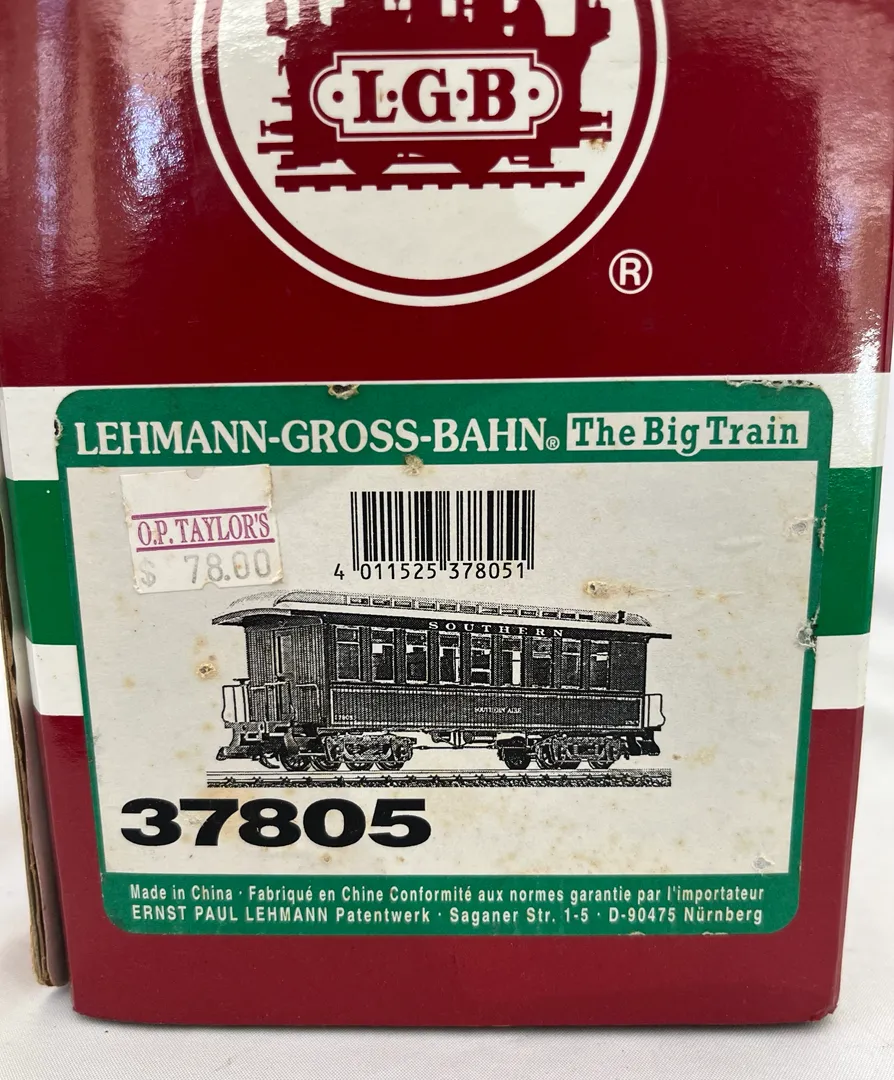 L·G·B
®
LEHMANN-GROSS-BAHN® The Big Train
O.P. TAYLOR'S
$ 78.00
4 011525 378051
SOUTHERN
37805
Made in China · Fabriqué en Chine Conformité aux normes garantie par l'importateur
ERNST PAUL LEHMANN Patentwerk · Saganer Str. 1-5 · D-90475 Nürnberg